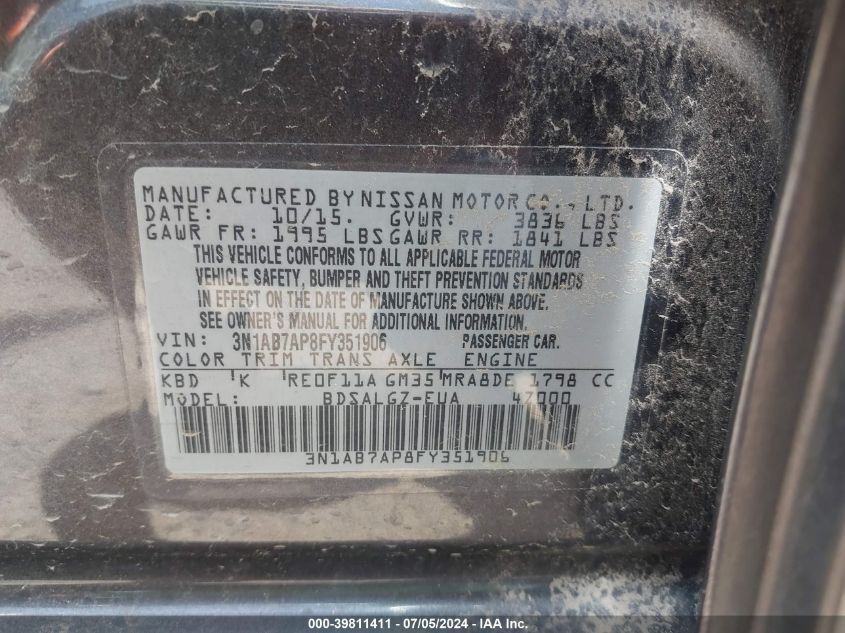 MANUFACTURED BY NISSAN MOTOR CO., LTD.
DATE: 10/15. GVWR: 3836 LBS
GAWR FR: 1995 LBS GAWR RR: 1841 LBS
THIS VEHICLE CONFORMS TO ALL APPLICABLE FEDERAL MOTOR
VEHICLE SAFETY, BUMPER AND THEFT PREVENTION STANDARDS
IN EFFECT ON THE DATE OF MANUFACTURE SHOWN ABOVE.
SEE OWNER'S MANUAL FOR ADDITIONAL INFORMATION.
VIN: 3N1AB7AP8FY351906 PASSENGER CAR.
COLOR TRIM TRANS AXLE ENGINE
KBD K RE0F11A GM35 MRA8DE 1798 CC
MODEL: BDSALGZ-EUA 47000
3N1AB7AP8FY351906
000-39811411 - 07/05/2024 - © IAA, Inc.